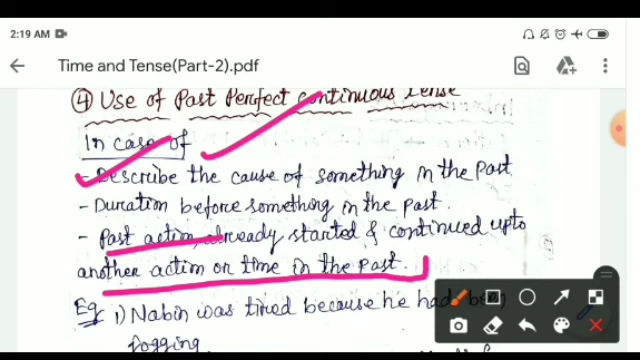 2:19 AM
Time and Tense(Part-2).pdf
④ Use of Past Perfect Continuous Tense
In case of
- Describe the cause of something in the Past
- Duration before something in the Past.
- Past action already started & continued upto
another action or time in the Past.
Eg 1) Nabin was tired because he had been
Jogging